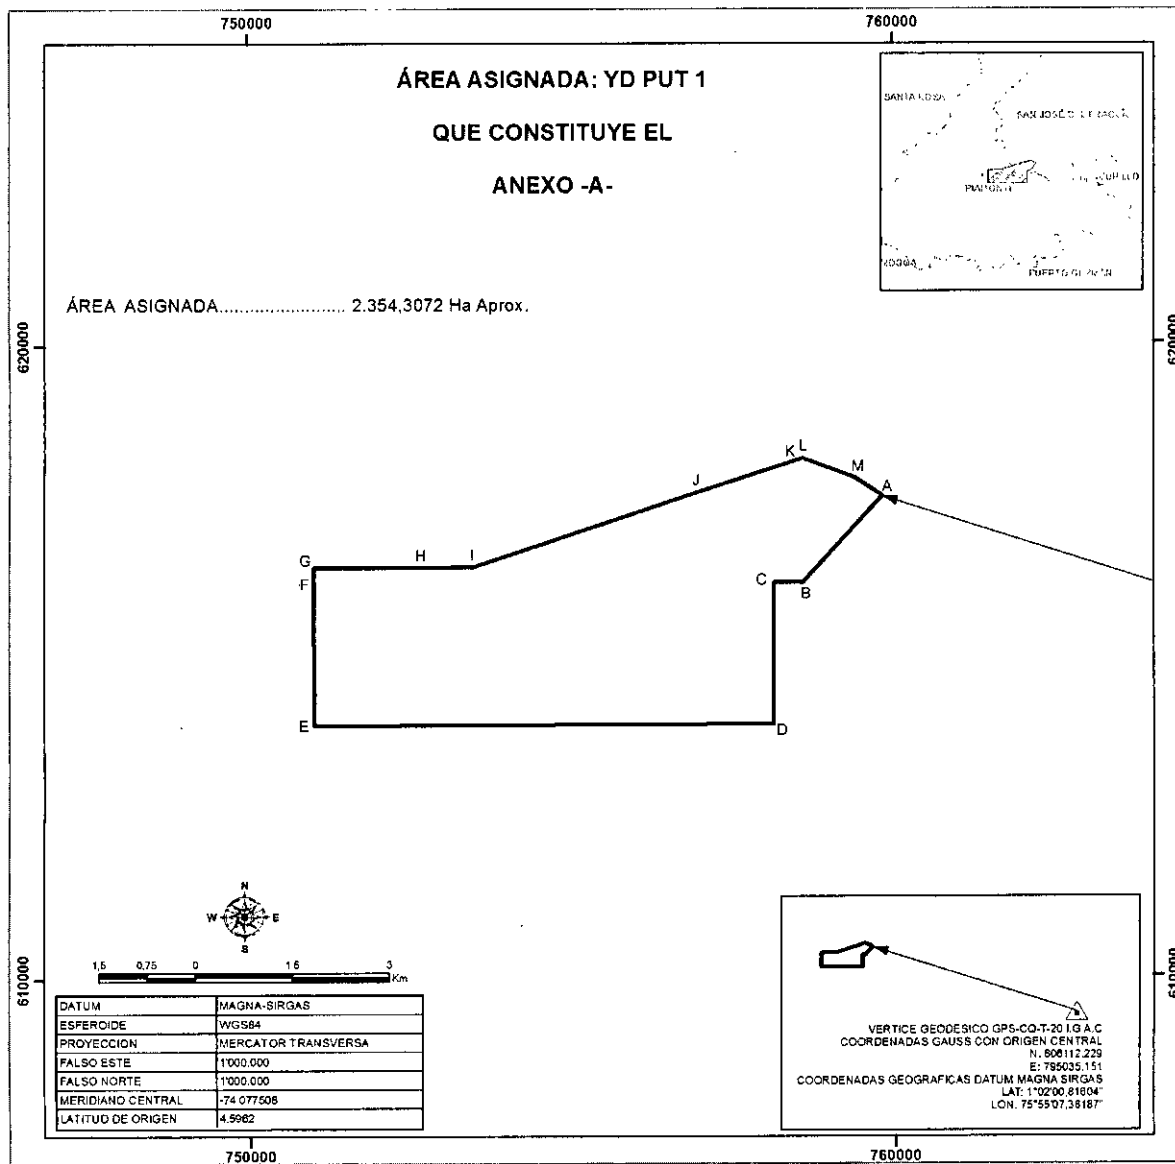 750000
760000
ÁREA ASIGNADA: YD PUT 1
QUE CONSTITUYE EL
ANEXO -A-
SANTA ROSA
PUERTO
ÁREA ASIGNADA........................ 2.354,3072 Ha Aprox.
620000
620000
K L
M
J
A
G
H
I
F
C
B
E
D
N
W
E
S
1,5 0,75 0 1 5 3
Km
610000
610000
DATUM MAGNA-SIRGAS
ESFEROIDE WGS84
PROYECCION MERCATOR TRANSVERSA
FALSO ESTE 1'000.000
FALSO NORTE 1'000.000
MERIDIANO CENTRAL -74 077508
LATITUD DE ORIGEN 4.5962
VERTICE GEODESICO GPS-CQ-T-20 I.G A.C
COORDENADAS GAUSS CON ORIGEN CENTRAL
N. 606112.229
E: 795035.151
COORDENADAS GEOGRAFICAS DATUM MAGNA SIRGAS
LAT: 1°02'00,81604"
LON. 75°55'07,36187"
750000
760000